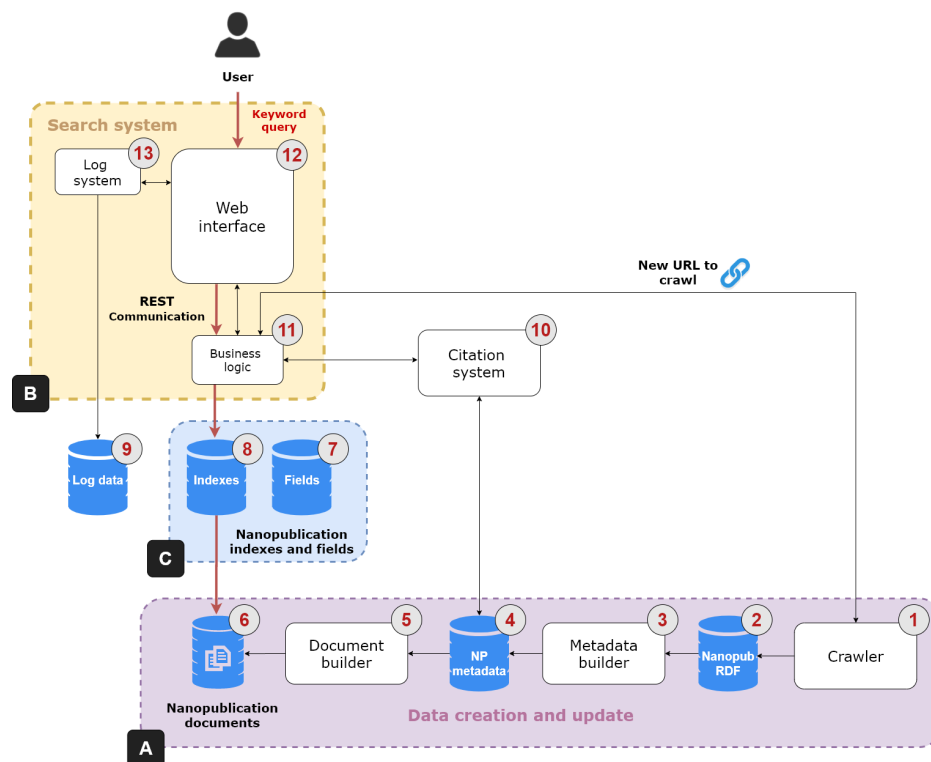 User
Keyword
query
Search system
13
12
Log
system
Web
interface
New URL to
crawl
REST
Communication
11
10
Business
logic
Citation
system
B
9
8
7
Log data
Indexes
Fields
Nanopublication
indexes and fields
C
6
5
4
3
2
1
Document
builder
NP
metadata
Metadata
builder
Nanopub
RDF
Crawler
Nanopublication
documents
Data creation and update
A